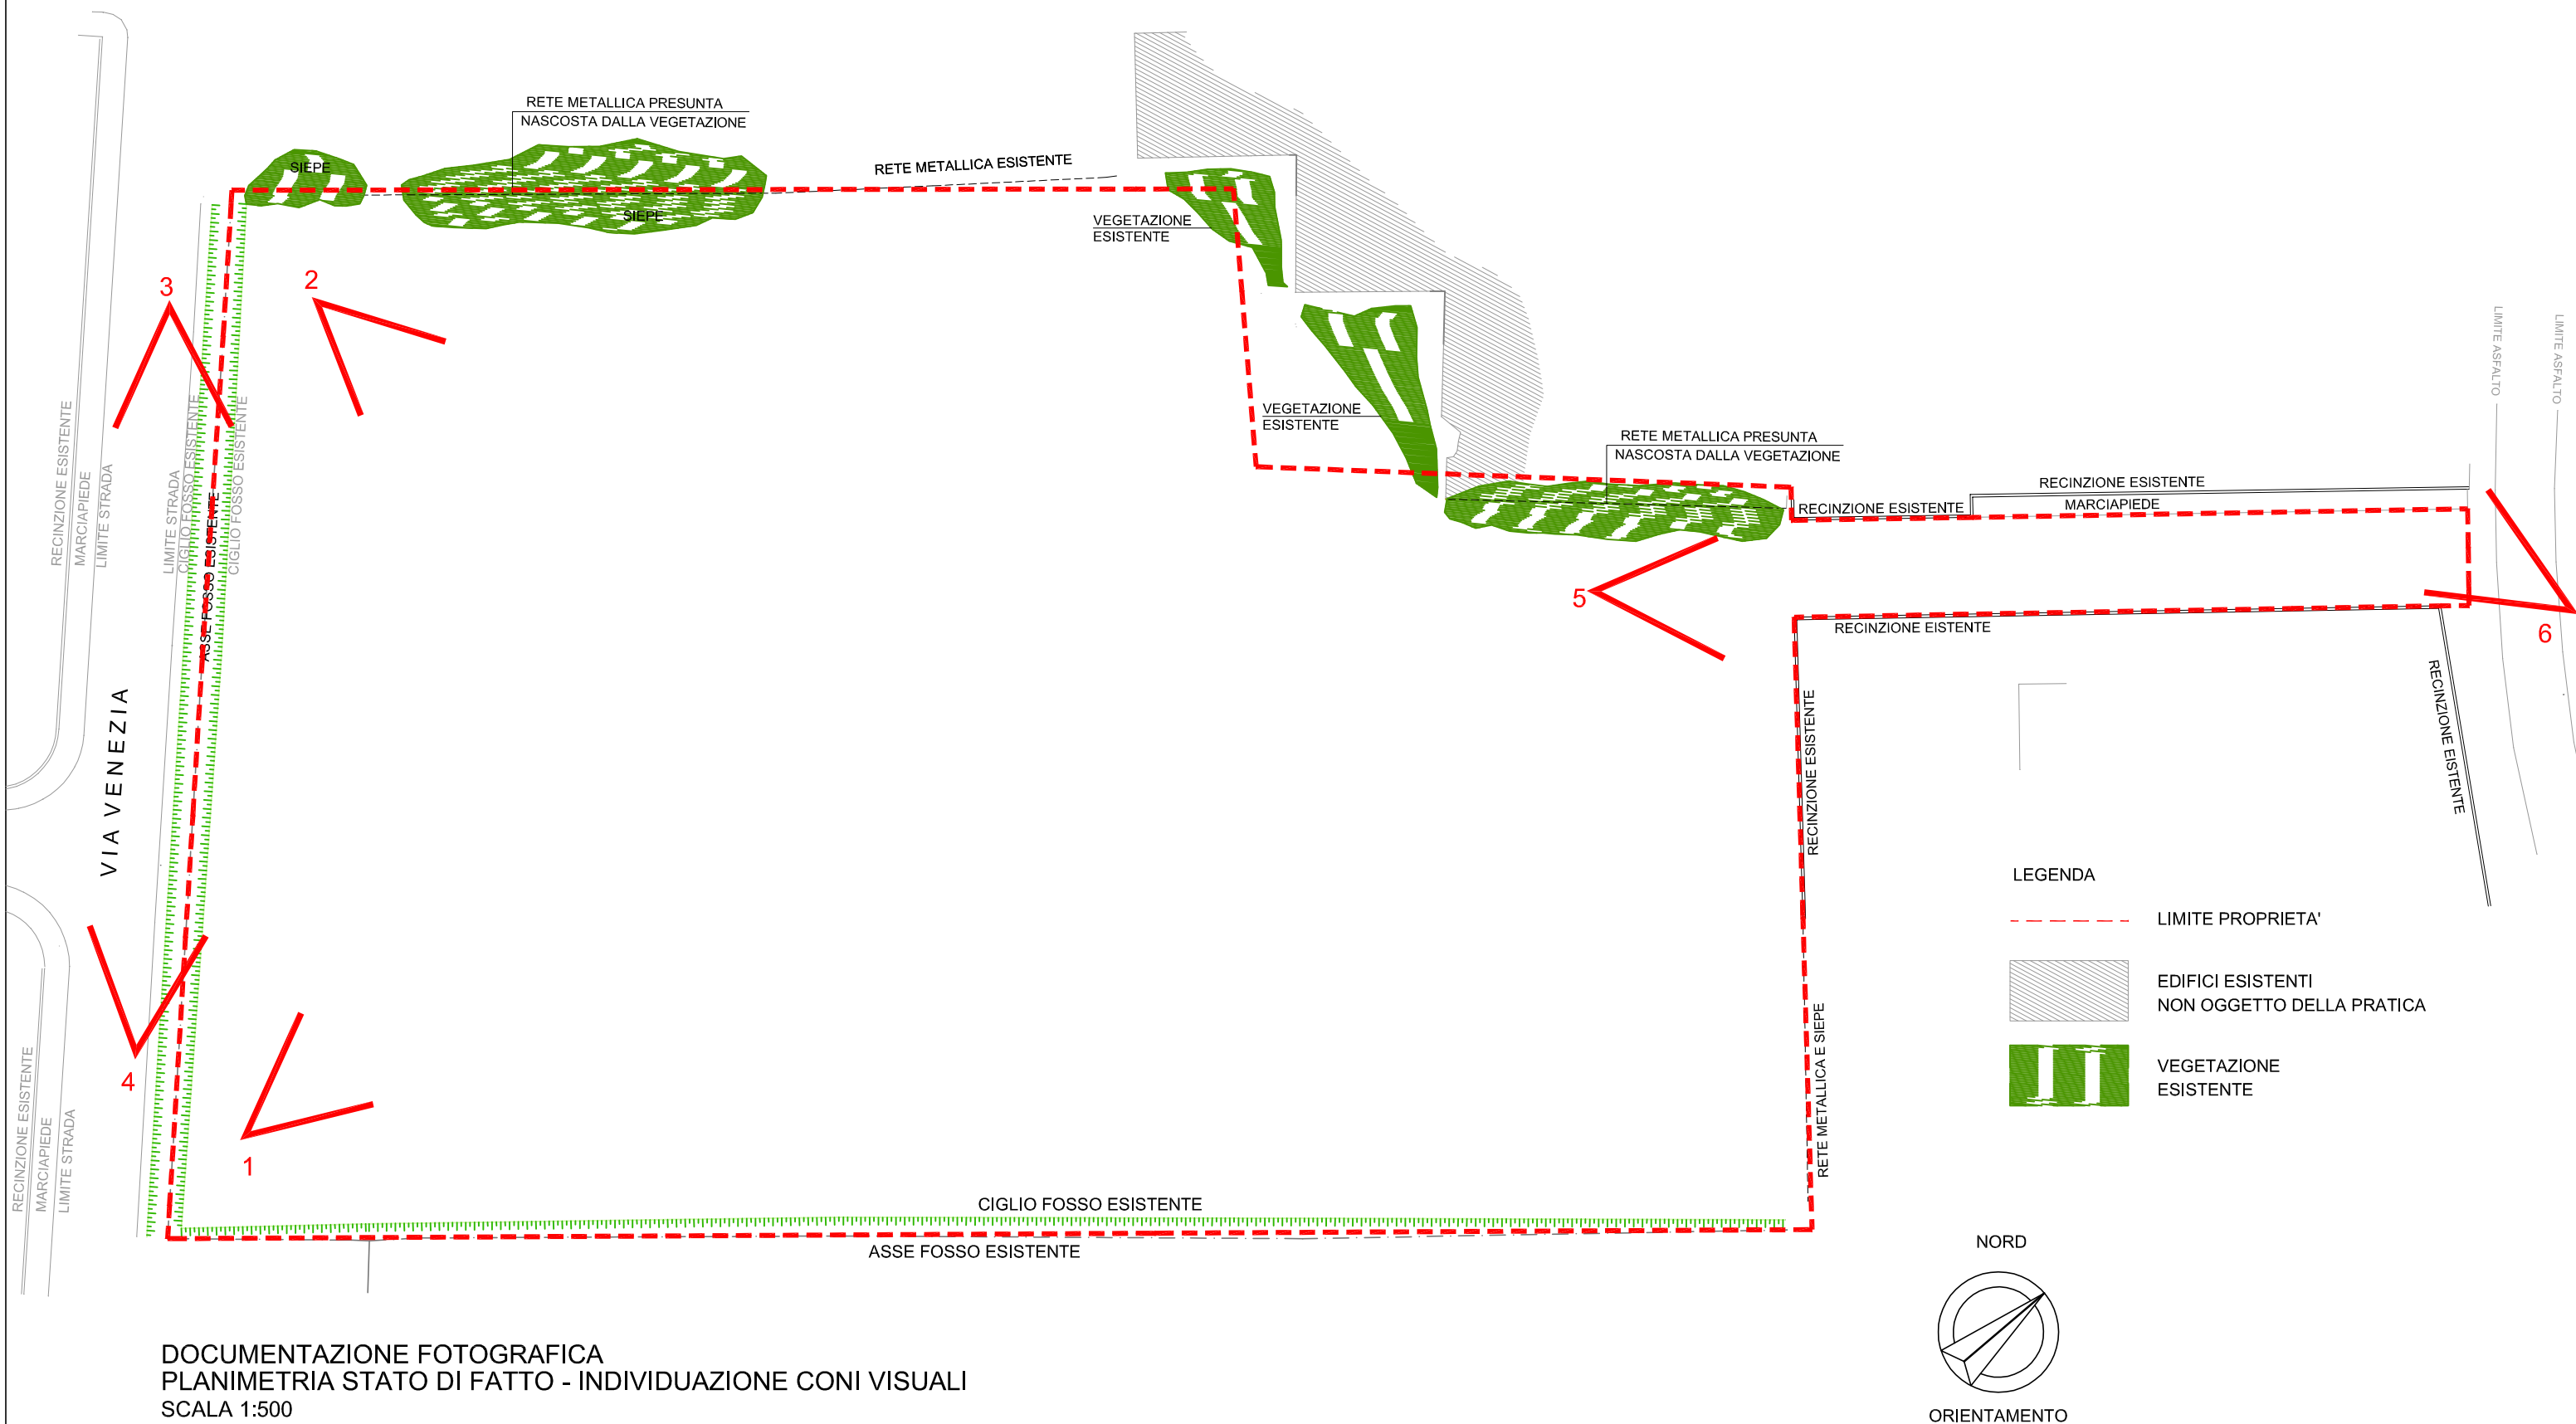 RETE METALLICA PRESUNTA
NASCOSTA DALLA VEGETAZIONE
SIEPE
SIEPE
RETE METALLICA ESISTENTE
VEGETAZIONE
ESISTENTE
3
2
LIMITE ASFALTO
LIMITE ASFALTO
VEGETAZIONE
ESISTENTE
RETE METALLICA PRESUNTA
NASCOSTA DALLA VEGETAZIONE
RECINZIONE ESISTENTE
MARCIAPIEDE
LIMITE STRADA
LIMITE STRADA
CIGLIO FOSSO ESISTENTE
ASSE FOSSO ESISTENTE
CIGLIO FOSSO ESISTENTE
RECINZIONE ESISTENTE
MARCIAPIEDE
RECINZIONE ESISTENTE
5
6
RECINZIONE EISTENTE
RECINZIONE EISTENTE
RECINZIONE ESISTENTE
VIA VENEZIA
LEGENDA
LIMITE PROPRIETA'
EDIFICI ESISTENTI
NON OGGETTO DELLA PRATICA
VEGETAZIONE
ESISTENTE
4
1
RECINZIONE ESISTENTE
MARCIAPIEDE
LIMITE STRADA
RETE METALLICA E SIEPE
CIGLIO FOSSO ESISTENTE
ASSE FOSSO ESISTENTE
NORD
ORIENTAMENTO
DOCUMENTAZIONE FOTOGRAFICA
PLANIMETRIA STATO DI FATTO - INDIVIDUAZIONE CONI VISUALI
SCALA 1:500